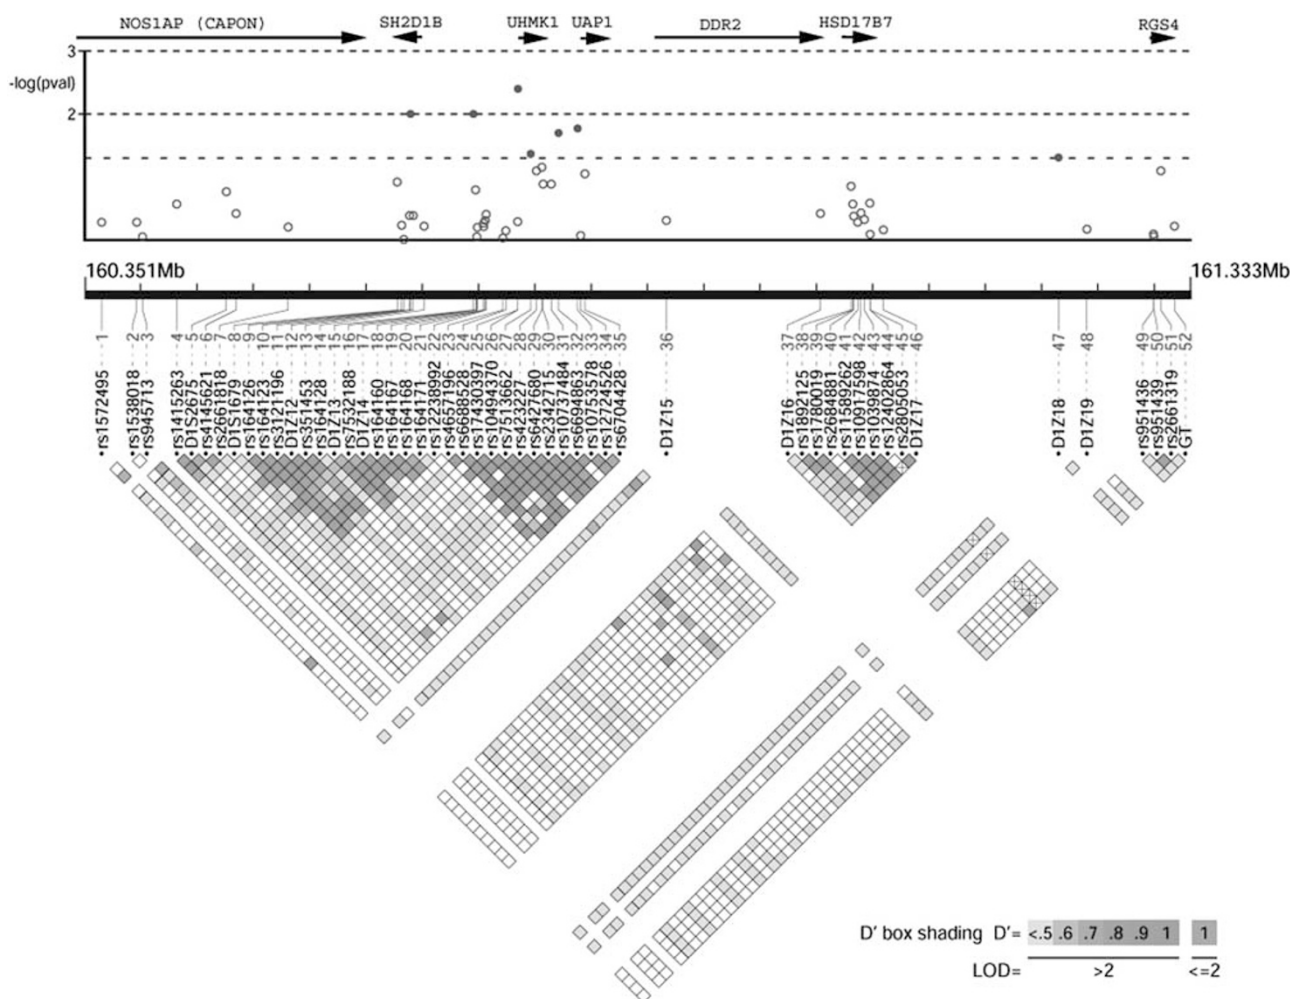 NOS1AP (CAPON) SH2D1B UHMK1 UAP1 DDR2 HSD17B7 RGS4
3
-log(pval)
2
160.351Mb 161.333Mb
rs1572495 1
rs1538018 2
rs945713 3
rs1415263 4
D1S2675 5
rs4145621 6
rs2661818 7
D1S1679 8
rs164126 9
rs164123 10
rs3121196 11
D1Z12 12
rs351453 13
rs164128 14
D1Z13 15
rs7532188 16
D1Z14 17
rs164160 18
rs164167 19
rs164168 20
rs164171 21
rs12238992 22
rs4657196 23
rs6688528 24
rs17430397 25
rs10494370 26
rs7513662 27
rs4233227 28
rs6427680 29
rs2342715 30
rs10737484 31
rs6694863 32
rs10753578 33
rs12724526 34
rs6704428 35
D1Z15 36
D1Z16 37
rs1892125 38
rs1780019 39
rs2684881 40
rs11589262 41
rs10917598 42
rs1039874 43
rs12402864 44
rs2805053 45
D1Z17 46
D1Z18 47
D1Z19 48
rs951436 49
rs951439 50
rs2661319 51
GT 52
D' box shading D'= <.5 .6 .7 .8 .9 1 1
LOD= >2 <=2